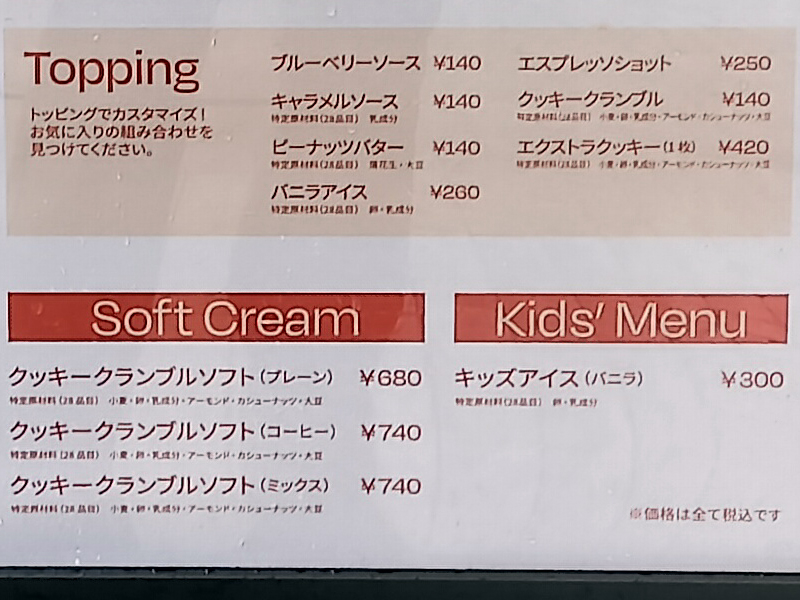 Topping
トッピングでカスタマイズ！
お気に入りの組み合わせを
見つけてください。
ブルーベリーソース ¥140
キャラメルソース ¥140
特定原材料(28品目) 乳成分
ピーナッツバター ¥140
特定原材料(28品目) 落花生・大豆
バニラアイス ¥260
特定原材料(28品目) 卵・乳成分
エスプレッソショット ¥250
クッキークランブル ¥140
特定原材料(28品目) 小麦・卵・乳成分・アーモンド・カシューナッツ・大豆
エクストラクッキー(1枚) ¥420
特定原材料(28品目) 小麦・卵・乳成分・アーモンド・カシューナッツ・大豆
Soft Cream
クッキークランブルソフト(プレーン) ¥680
特定原材料(28品目) 小麦・卵・乳成分・アーモンド・カシューナッツ・大豆
クッキークランブルソフト(コーヒー) ¥740
特定原材料(28品目) 小麦・卵・乳成分・アーモンド・カシューナッツ・大豆
クッキークランブルソフト(ミックス) ¥740
特定原材料(28品目) 小麦・卵・乳成分・アーモンド・カシューナッツ・大豆
Kids' Menu
キッズアイス(バニラ) ¥300
特定原材料(28品目) 卵・乳成分
※価格は全て税込です